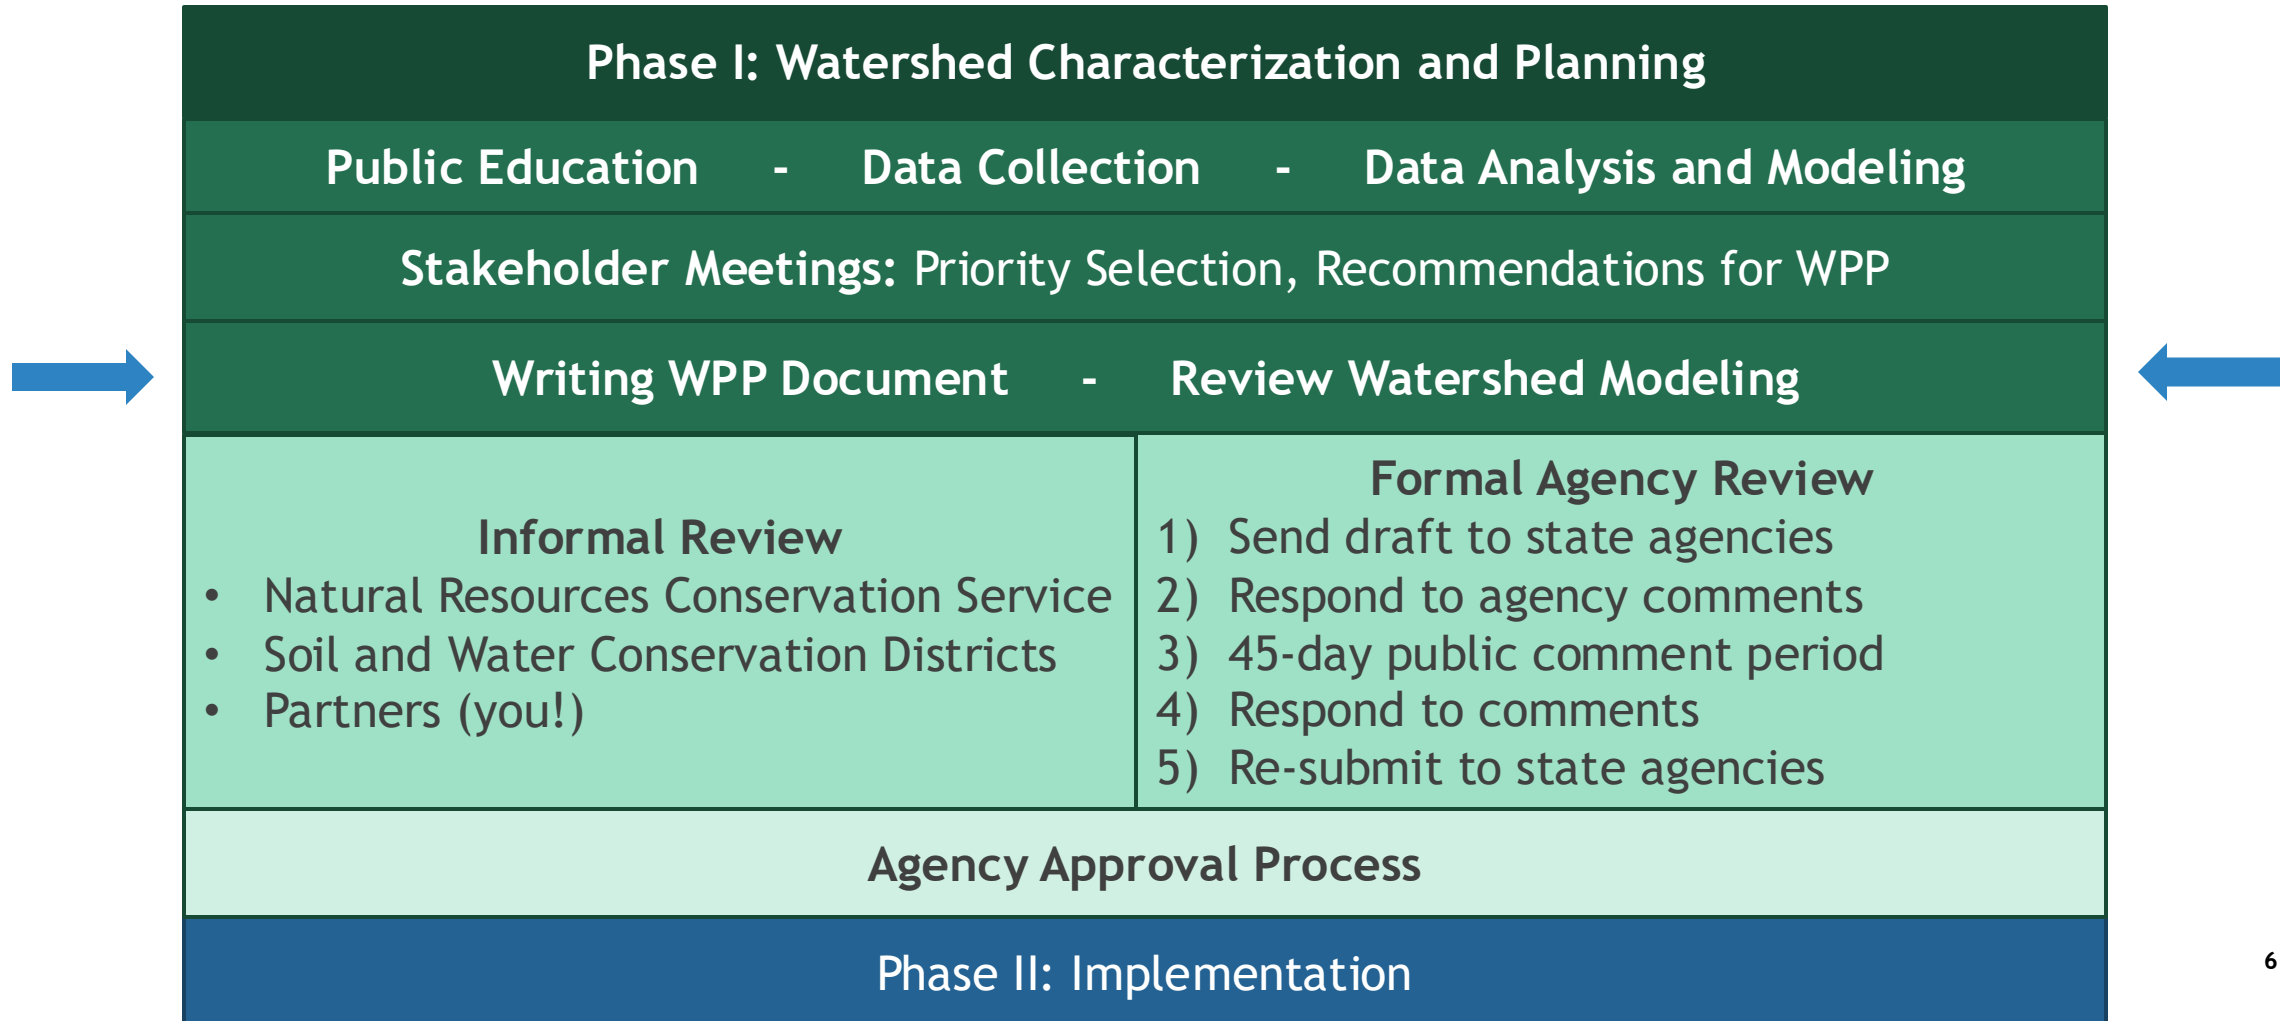 Phase I: Watershed Characterization and Planning
Public Education - Data Collection - Data Analysis and Modeling
Stakeholder Meetings: Priority Selection, Recommendations for WPP
Writing WPP Document - Review Watershed Modeling
Informal Review
• Natural Resources Conservation Service
• Soil and Water Conservation Districts
• Partners (you!)
Formal Agency Review
1) Send draft to state agencies
2) Respond to agency comments
3) 45-day public comment period
4) Respond to comments
5) Re-submit to state agencies
Agency Approval Process
Phase II: Implementation
6